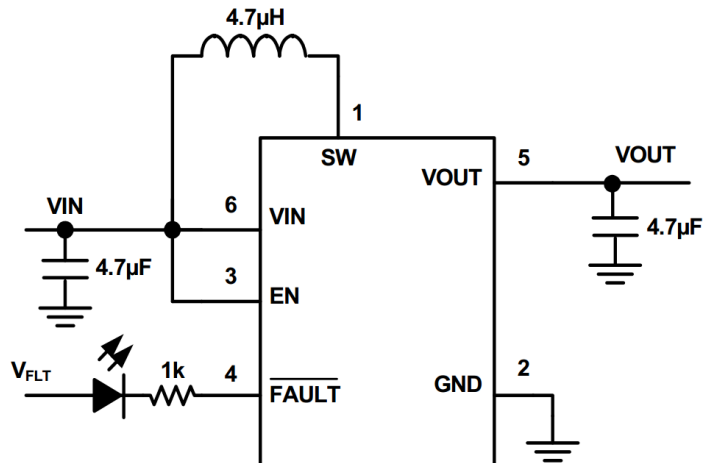 4.7µH
1
SW
VOUT
5
VOUT
VIN
6
VIN
4.7µF
4.7µF
3
EN
V_FLT
1k
4
FAULT
GND
2